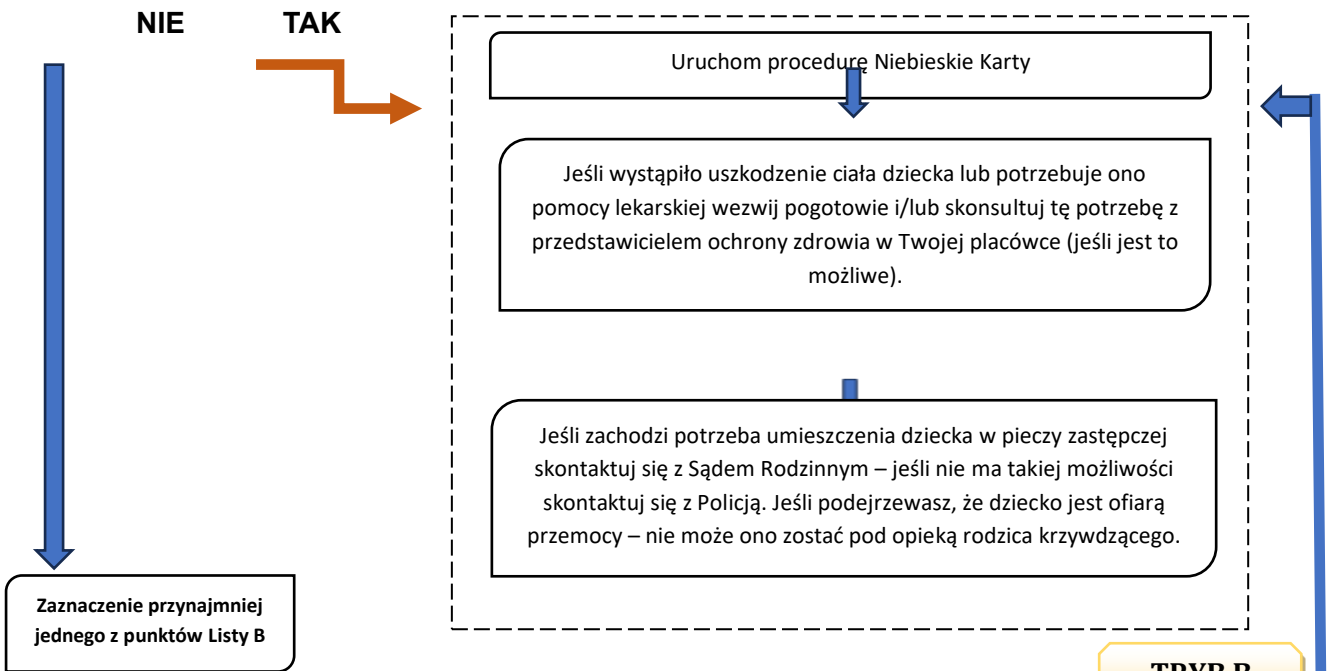 NIE TAK
Uruchom procedurę Niebieskie Karty
Jeśli wystąpiło uszkodzenie ciała dziecka lub potrzebuje ono
pomocy lekarskiej wezwij pogotowie i/lub skonsultuj tę potrzebę z
przedstawicielem ochrony zdrowia w Twojej placówce (jeśli jest to
możliwe).
Jeśli zachodzi potrzeba umieszczenia dziecka w pieczy zastępczej
skontaktuj się z Sądem Rodzinnym – jeśli nie ma takiej możliwości
skontaktuj się z Policją. Jeśli podejrzewasz, że dziecko jest ofiarą
przemocy – nie może ono zostać pod opieką rodzica krzywdzącego.
Zaznaczenie przynajmniej
jednego z punktów Listy B
TRYB B